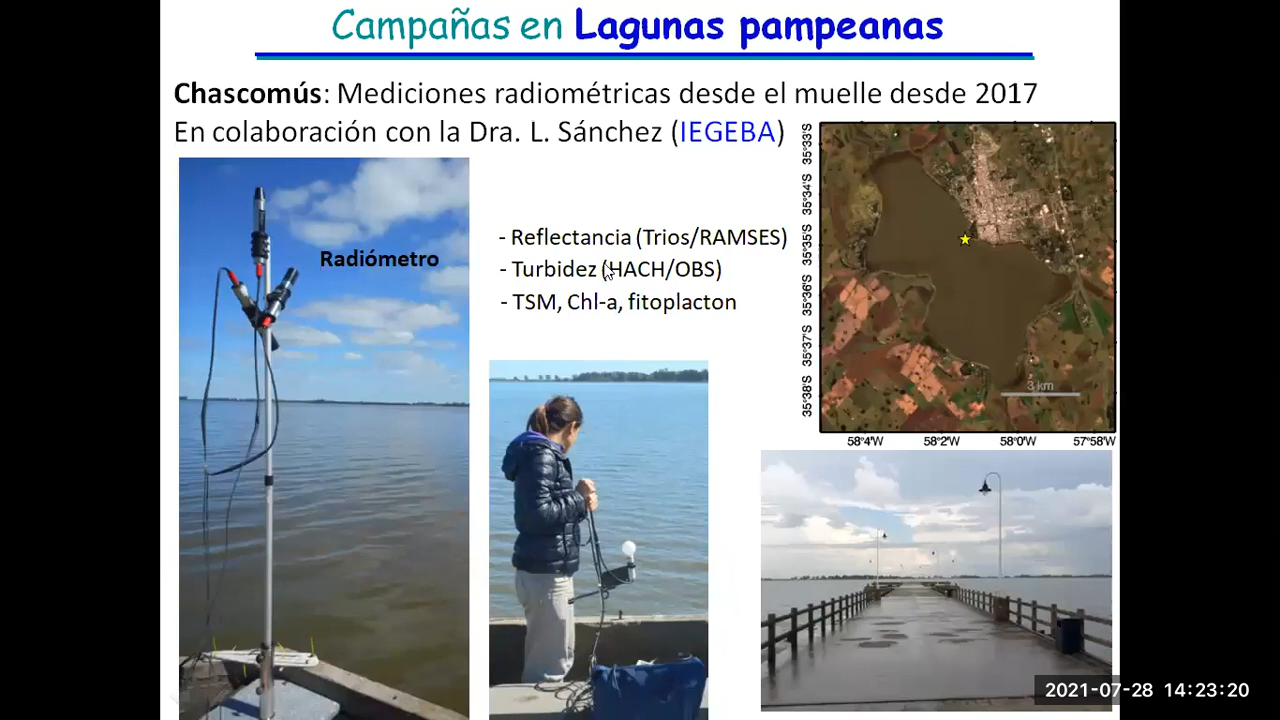 Campañas en Lagunas pampeanas
Chascomús: Mediciones radiométricas desde el muelle desde 2017
En colaboración con la Dra. L. Sánchez (IEGEBA)
Radiómetro
- Reflectancia (Trios/RAMSES)
- Turbidez (HACH/OBS)
- TSM, Chl-a, fitoplacton
35°33'S
35°34'S
35°35'S
35°36'S
35°37'S
35°38'S
3 km
58°4'W
58°2'W
58°0'W
57°58'W
2021-07-28 14:23:20